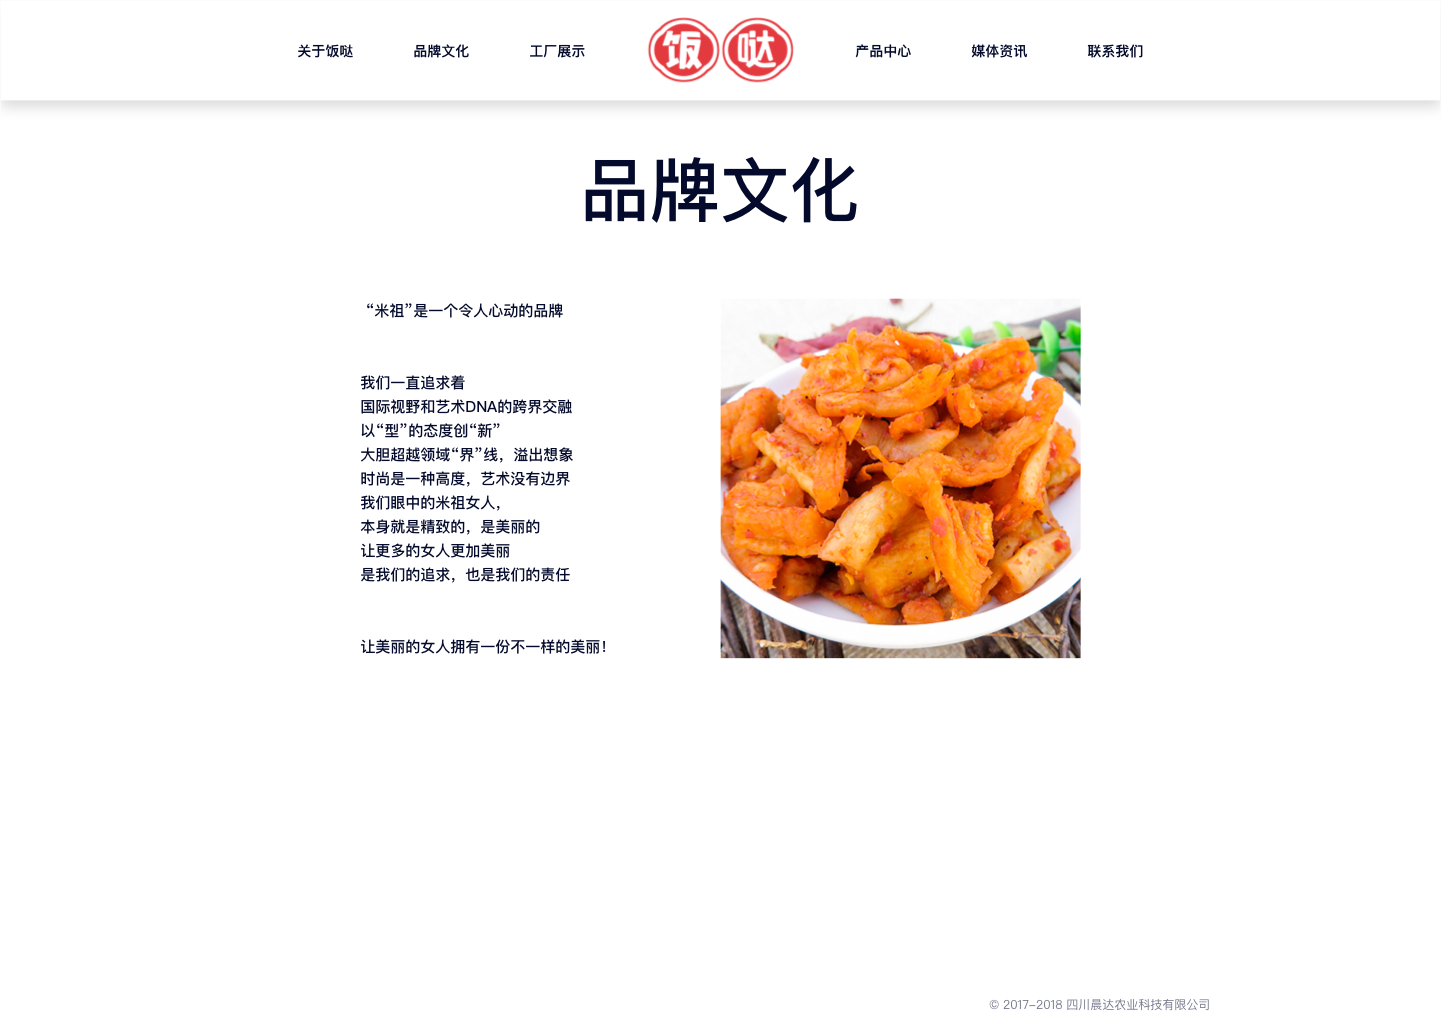 关于饭哒
品牌文化
工厂展示
饭哒
产品中心
媒体资讯
联系我们
品牌文化
“米祖”是一个令人心动的品牌
我们一直追求着
国际视野和艺术DNA的跨界交融
以“型”的态度创“新”
大胆超越领域“界”线，溢出想象
时尚是一种高度，艺术没有边界
我们眼中的米祖女人，
本身就是精致的，是美丽的
让更多的女人更加美丽
是我们的追求，也是我们的责任
让美丽的女人拥有一份不一样的美丽！
© 2017-2018 四川晨达农业科技有限公司